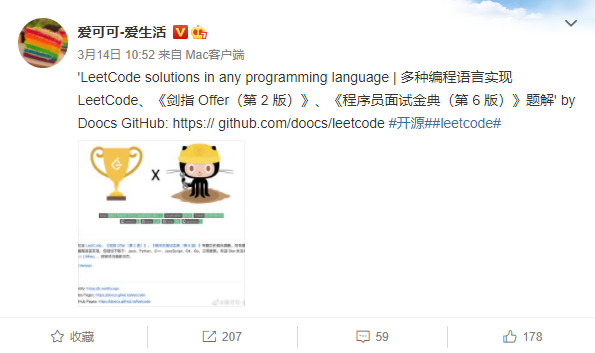 爱可可-爱生活
3月14日 10:52 来自 Mac客户端
'LeetCode solutions in any programming language | 多种编程语言实现
LeetCode、《剑指 Offer（第 2 版）》、《程序员面试金典（第 6 版）》题解' by
Doocs GitHub: https:// github.com/doocs/leetcode #开源##leetcode#
X
收藏
207
59
178